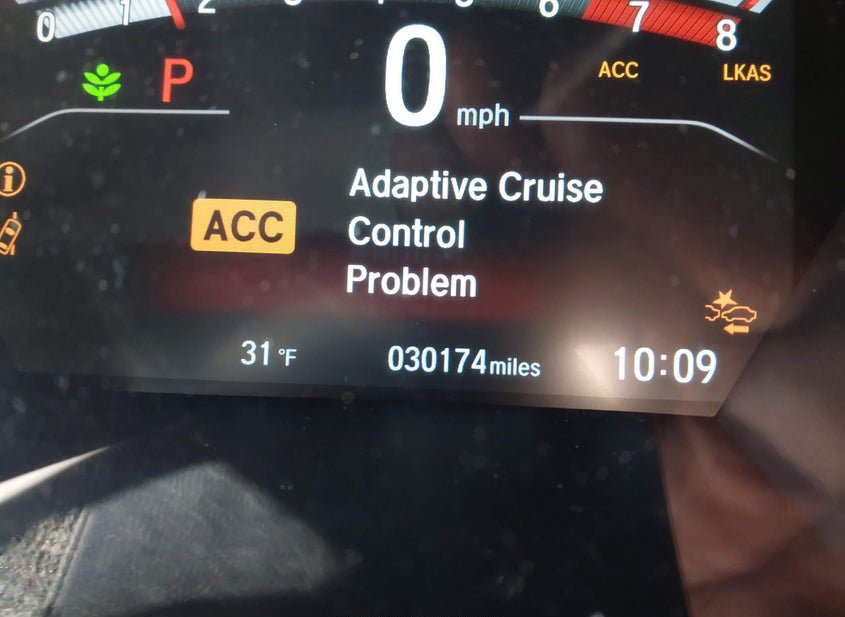 0 1 2 6 7 8
P 0 mph ACC LKAS
ACC
Adaptive Cruise
Control
Problem
31 °F 030174 miles 10:09